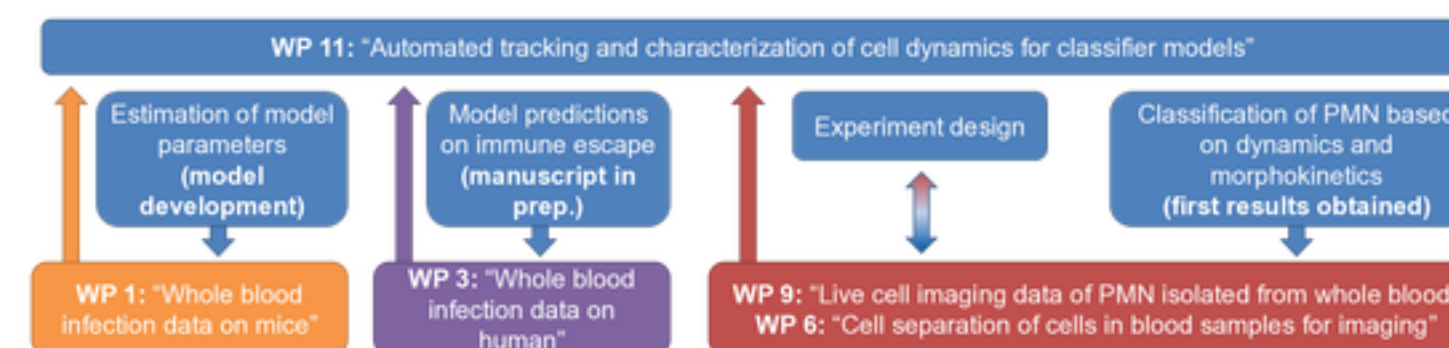 WP 11: “Automated tracking and characterization of cell dynamics for classifier models”
Estimation of model
parameters
(model
development)
Model predictions
on immune escape
(manuscript in
prep.)
Experiment design
Classification of PMN based
on dynamics and
morphokinetics
(first results obtained)
WP 1: “Whole blood
infection data on mice”
WP 3: “Whole blood
infection data on
human”
WP 9: “Live cell imaging data of PMN isolated from whole blood
WP 6: “Cell separation of cells in blood samples for imaging”